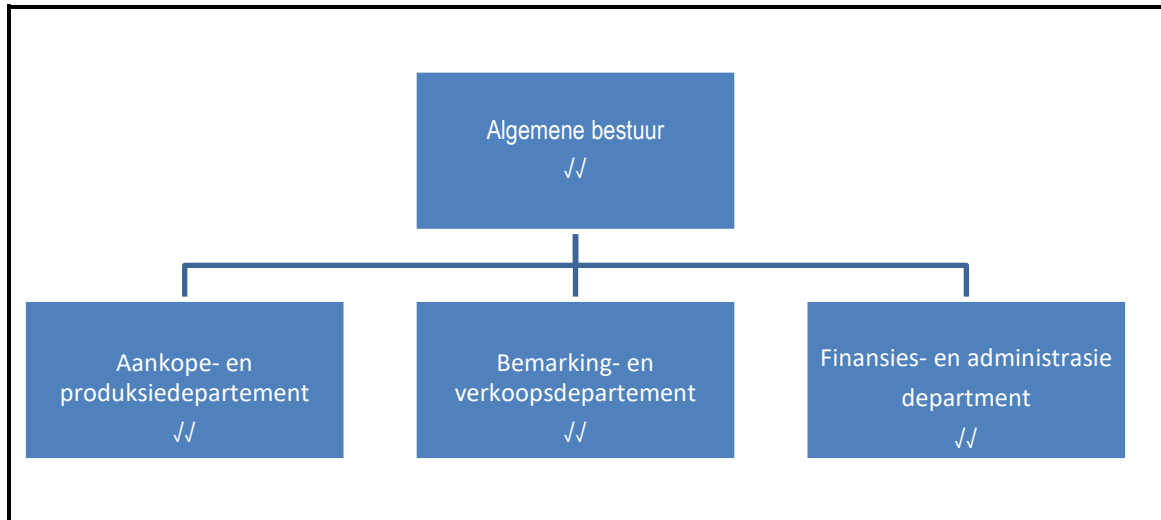 Algemene bestuur
√√
Aankope- en
produksiedepartement
√√
Bemarking- en
verkoopsdepartement
√√
Finansies- en administrasie
department
√√